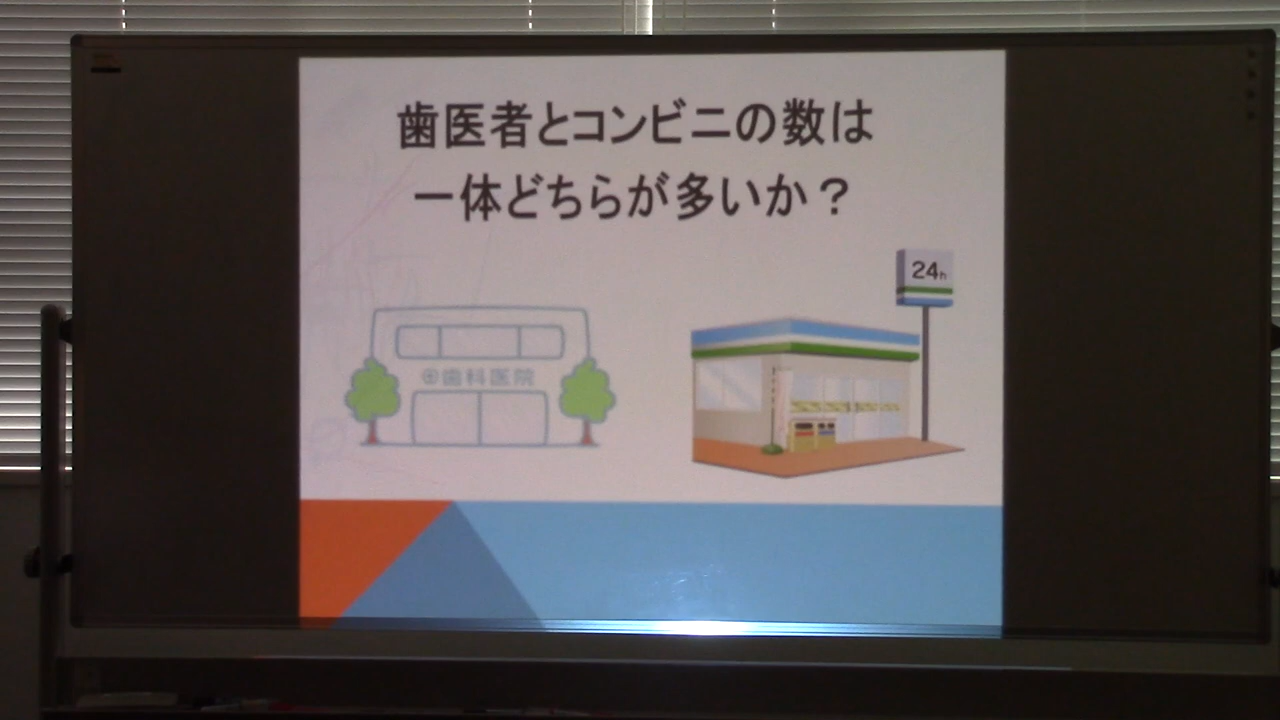 歯医者とコンビニの数は
一体どちらが多いか？
24h
歯科医院